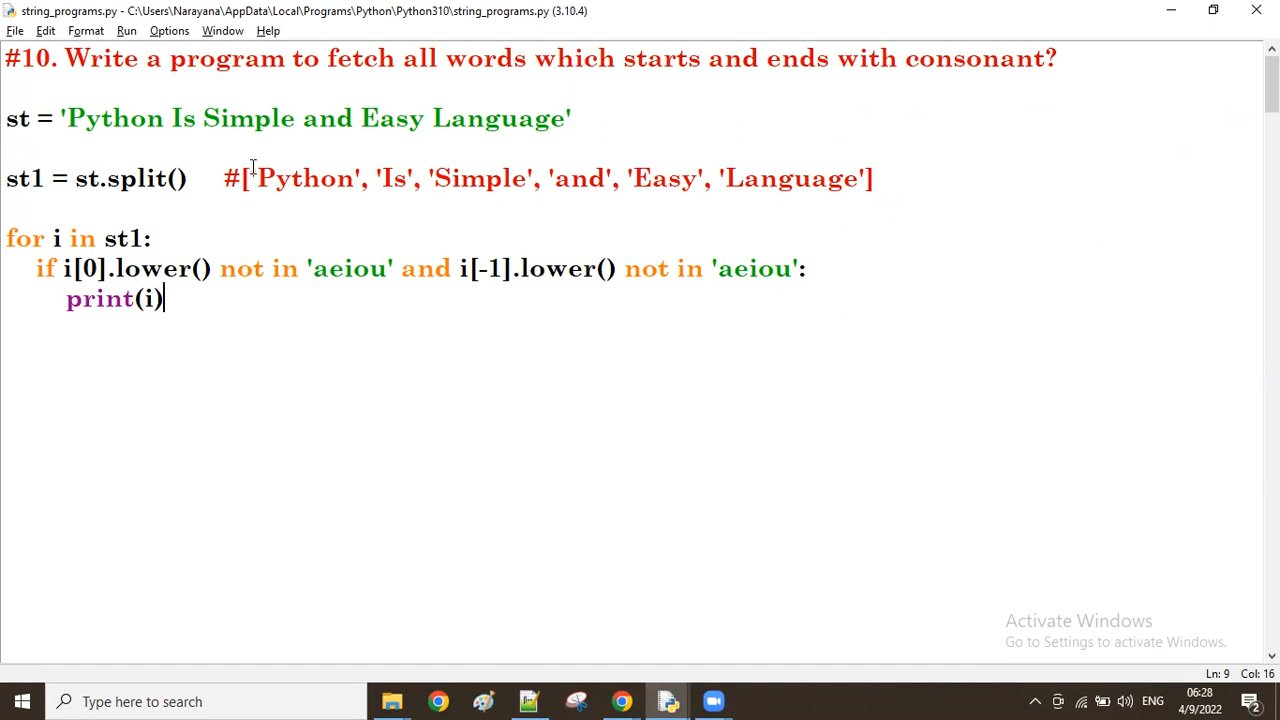 string_programs.py - C:\Users\Narayana\AppData\Local\Programs\Python\Python310\string_programs.py (3.10.4)
File Edit Format Run Options Window Help
#10. Write a program to fetch all words which starts and ends with consonant?
st = 'Python Is Simple and Easy Language'
st1 = st.split() #['Python', 'Is', 'Simple', 'and', 'Easy', 'Language']
for i in st1:
if i[0].lower() not in 'aeiou' and i[-1].lower() not in 'aeiou':
print(i)
Activate Windows
Go to Settings to activate Windows.
Ln: 9 Col: 16
Type here to search
ENG
06:28
4/9/2022
2